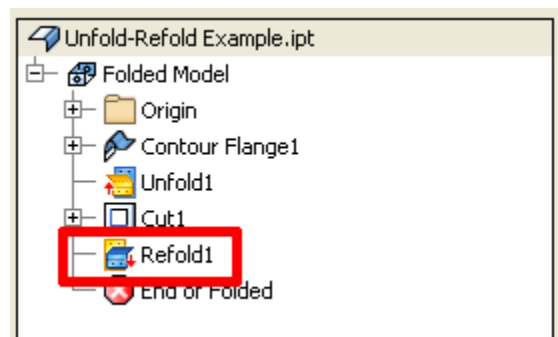 Unfold-Refold Example.ipt
Folded Model
Origin
Contour Flange1
Unfold1
Cut1
Refold1
End of Folded